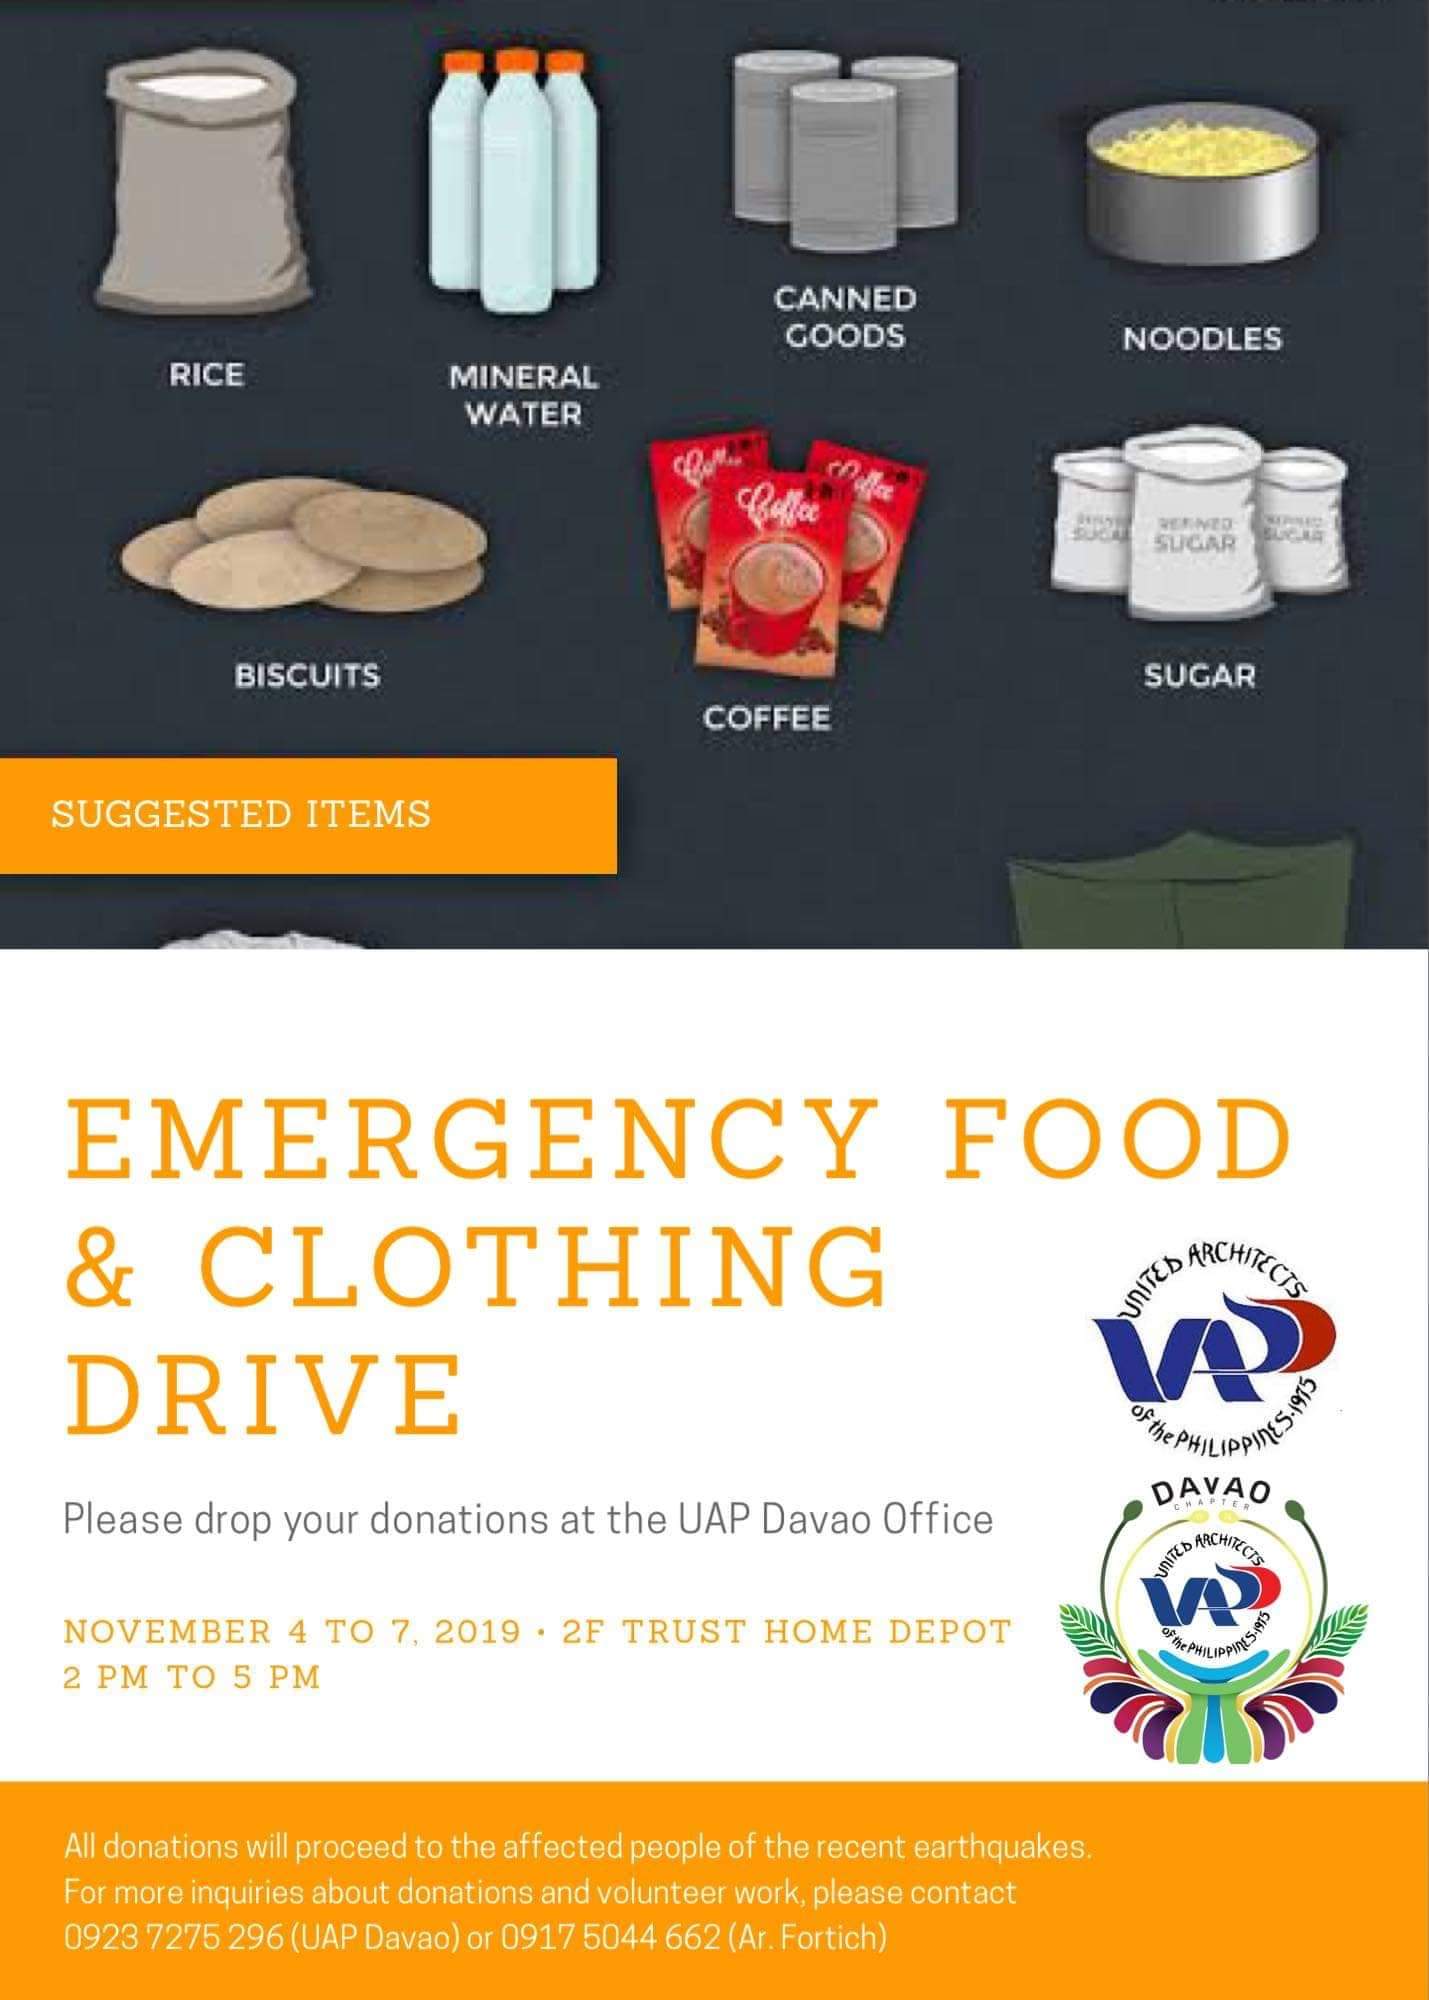 RICE
MINERAL
WATER
CANNED
GOODS
NOODLES
BISCUITS
Coffee
Coffee
COFFEE
REFINED
SUGAR
SUGAR
SUGAR
SUGGESTED ITEMS
EMERGENCY FOOD
& CLOTHING
DRIVE
UNITED ARCHITECTS
UAP
of the PHILIPPINES·1975
Please drop your donations at the UAP Davao Office
DAVAO
CHAPTER
UNITED ARCHITECTS
UAP
of the PHILIPPINES·1975
NOVEMBER 4 TO 7, 2019 • 2F TRUST HOME DEPOT
2 PM TO 5 PM
All donations will proceed to the affected people of the recent earthquakes.
For more inquiries about donations and volunteer work, please contact
0923 7275 296 (UAP Davao) or 0917 5044 662 (Ar. Fortich)